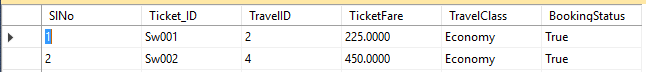 SlNo Ticket_ID TravelID TicketFare TravelClass BookingStatus
1 Sw001 2 225.0000 Economy True
2 Sw002 4 450.0000 Economy True